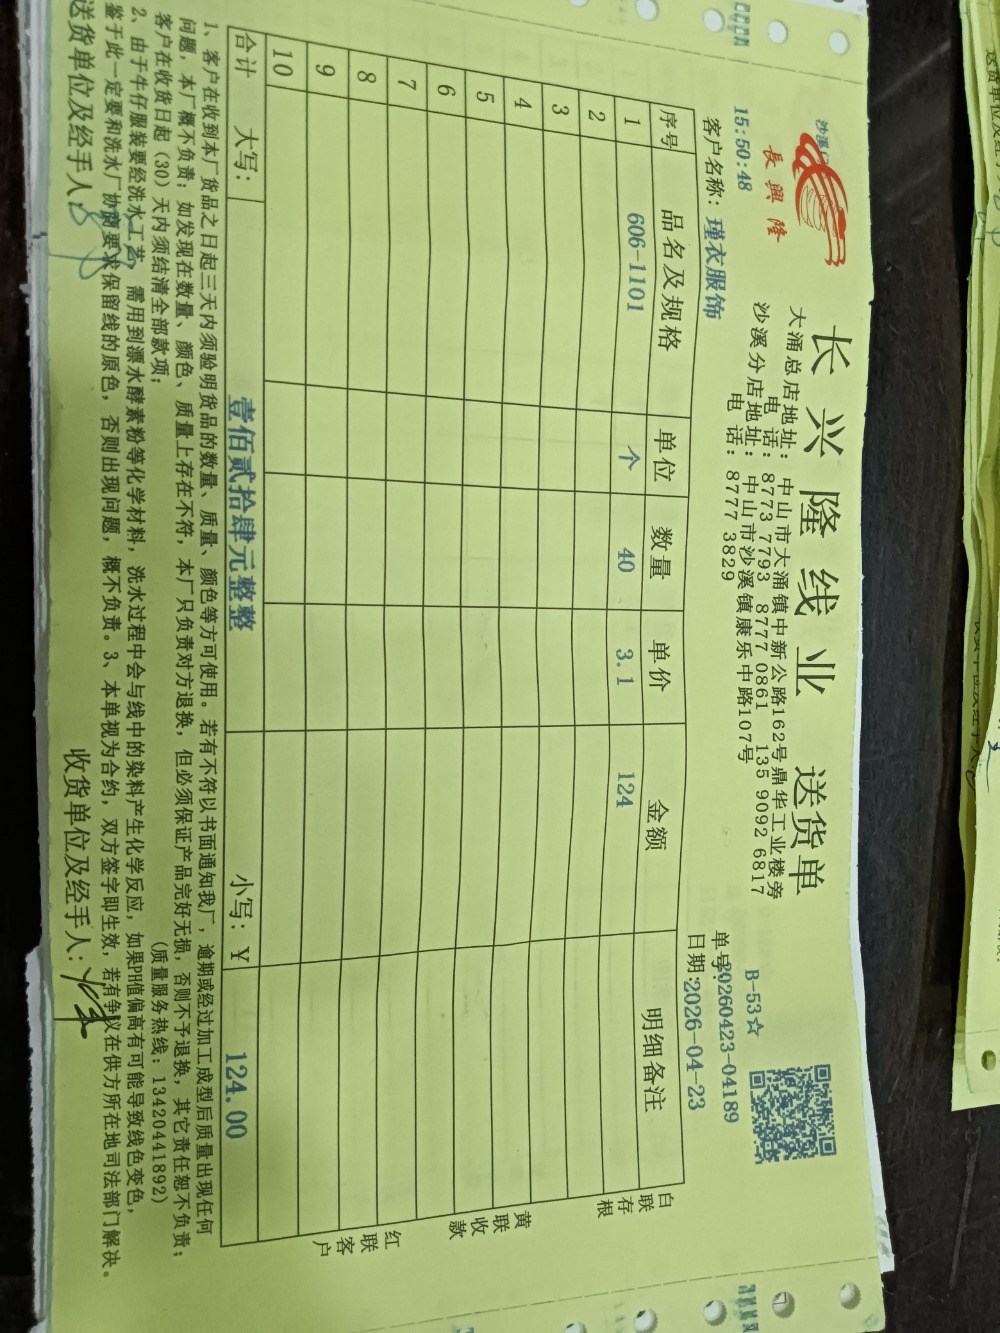 沙溪厂
長興隆
长兴隆线业 送货单
大涌总店地址：中山市大涌镇中新公路162号鼎华工业楼旁
电 话：8773 7793 8777 0861 135 9092 6817
沙溪分店地址：中山市沙溪镇康乐中路107号
电 话：8777 3829
B-53☆
15:50:48
单号:20260423-04189
客户名称：瑾衣服饰
日期:2026-04-23
序号 品名及规格 单位 数量 单价 金额 明细备注
1 606-1101 个 40 3.1 124
2
3
4
5
6
7
8
9
10
合计 大写： 壹佰贰拾肆元整整 小写：￥ 124.00
白联存根
黄联收款
红联客户
1、客户在收到本厂货品之日起三天内须验明货品的数量、质量、颜色等方可使用。若有不符以书面通知我厂，逾期或经过加工成型后质量出现任何
问题，本厂概不负责；如发现在数量、颜色、质量上存在不符，本厂只负责对方退换，但必须保证产品完好无损，否则不予退换，其它责任恕不负责；
客户在收货日起（30）天内须结清全部款项； （质量服务热线：13420441892）
2、由于牛仔服装要经洗水工艺，需用到漂水酵素粉等化学材料，洗水过程中会与线中的染料产生化学反应，如果PH值偏高有可能导致线色变色，
鉴于此一定要和洗水厂协商要求保留线的原色，否则出现问题，概不负责。3、本单视为合约，双方签字即生效，若有争议在供方所在地司法部门解决。
送货单位及经手人： 收货单位及经手人：